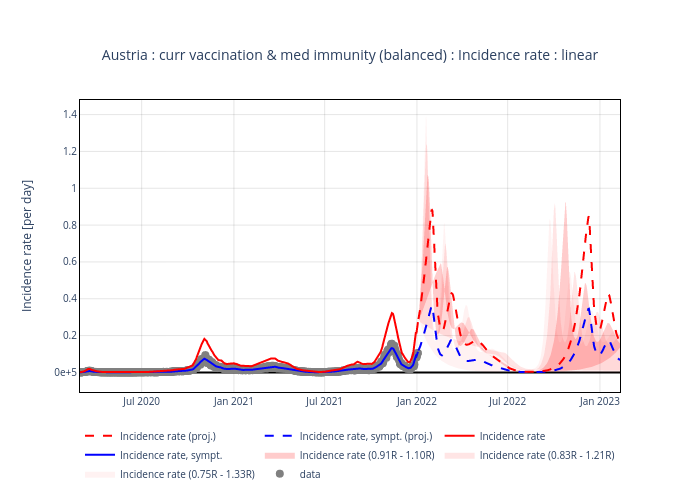 Austria : curr vaccination & med immunity (balanced) : Incidence rate : linear
Incidence rate [per day]
1.4
1.2
1
0.8
0.6
0.4
0.2
0e+5
Jul 2020
Jan 2021
Jul 2021
Jan 2022
Jul 2022
Jan 2023
Incidence rate (proj.)
Incidence rate, sympt. (proj.)
Incidence rate
Incidence rate, sympt.
Incidence rate (0.91R - 1.10R)
Incidence rate (0.83R - 1.21R)
Incidence rate (0.75R - 1.33R)
data